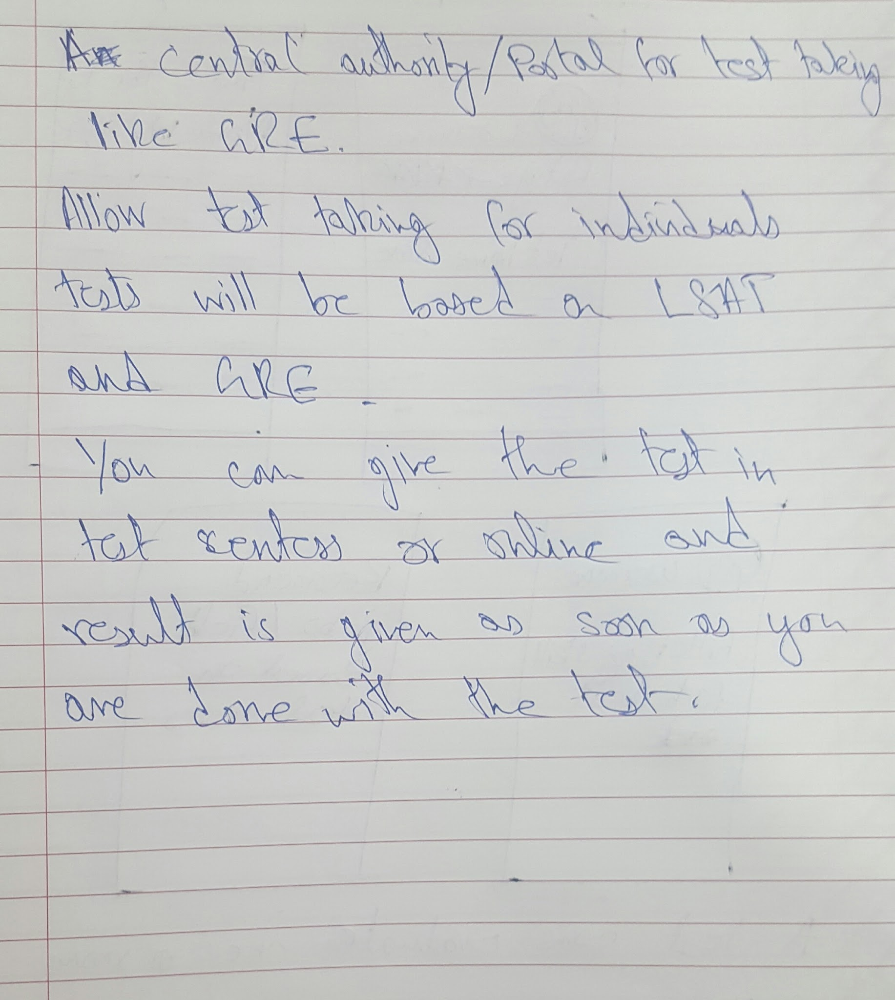 A central authority/Portal for test taking
like GRE.
Allow test taking for individuals
tests will be based on LSAT
and GRE.
- You can give the test in
test centers or online and
result is given as soon as you
are done with the test.